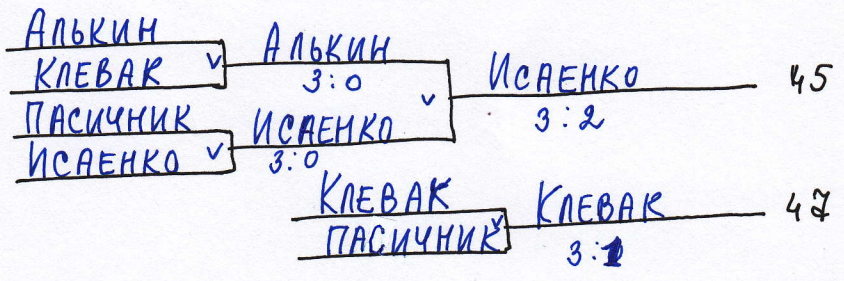 АЛЬКИН
КЛЕВАК
АЛЬКИН
3:0
ПАСИЧНИК
ИСАЕНКО
ИСАЕНКО
3:0
ИСАЕНКО
3:2
45
КЛЕВАК
ПАСИЧНИК
КЛЕВАК
3:1
47